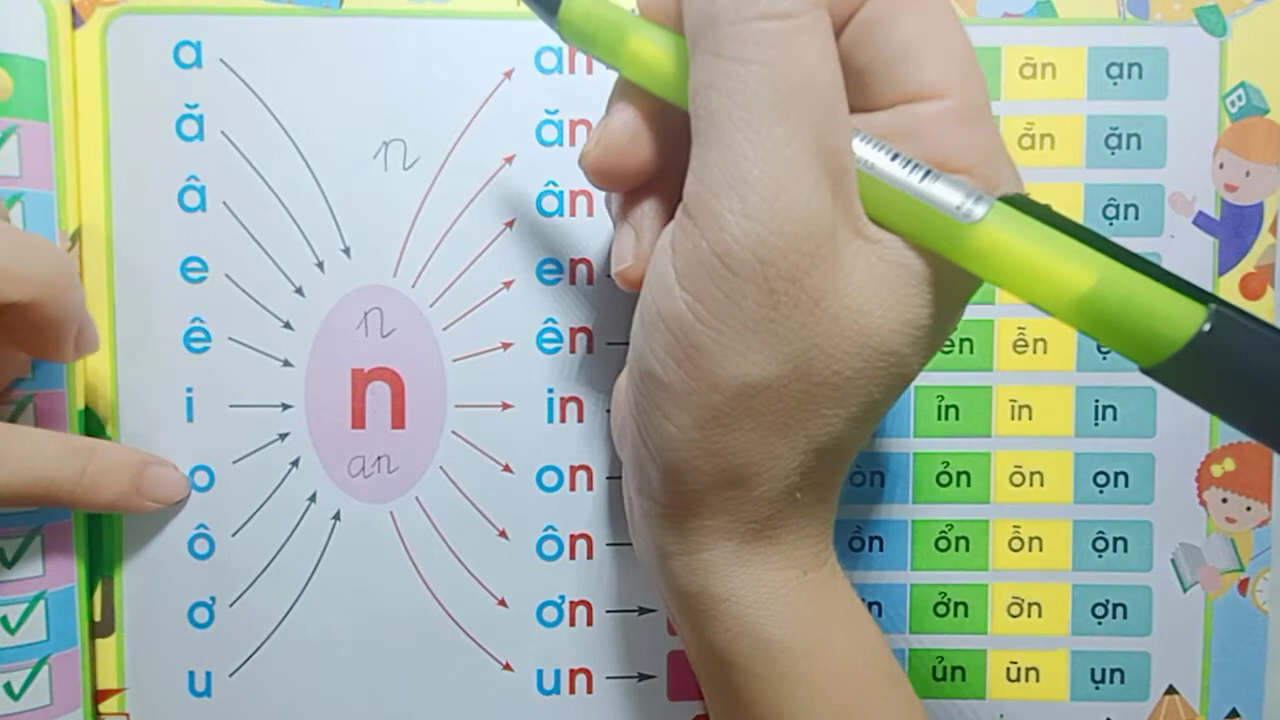 a an ãn ạn
ă ăn ẵn ặn
n
â ân ận
e en
ê ên ễn
n
i n in ỉn ĩn ịn
an
o on òn ỏn õn ọn
ô ôn ồn ổn ỗn ộn
ơ ơn ởn ỡn ợn
u un ủn ũn ụn
B